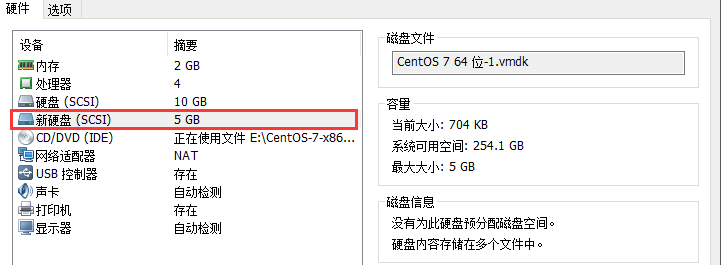 硬件 选项
设备 摘要
内存 2 GB
处理器 4
硬盘 (SCSI) 10 GB
新硬盘 (SCSI) 5 GB
CD/DVD (IDE) 正在使用文件 E:\CentOS-7-x86...
网络适配器 NAT
USB 控制器 存在
声卡 自动检测
打印机 存在
显示器 自动检测
磁盘文件
CentOS 7 64 位-1.vmdk
容量
当前大小: 704 KB
系统可用空间: 254.1 GB
最大大小: 5 GB
磁盘信息
没有为此硬盘预分配磁盘空间。
硬盘内容存储在多个文件中。